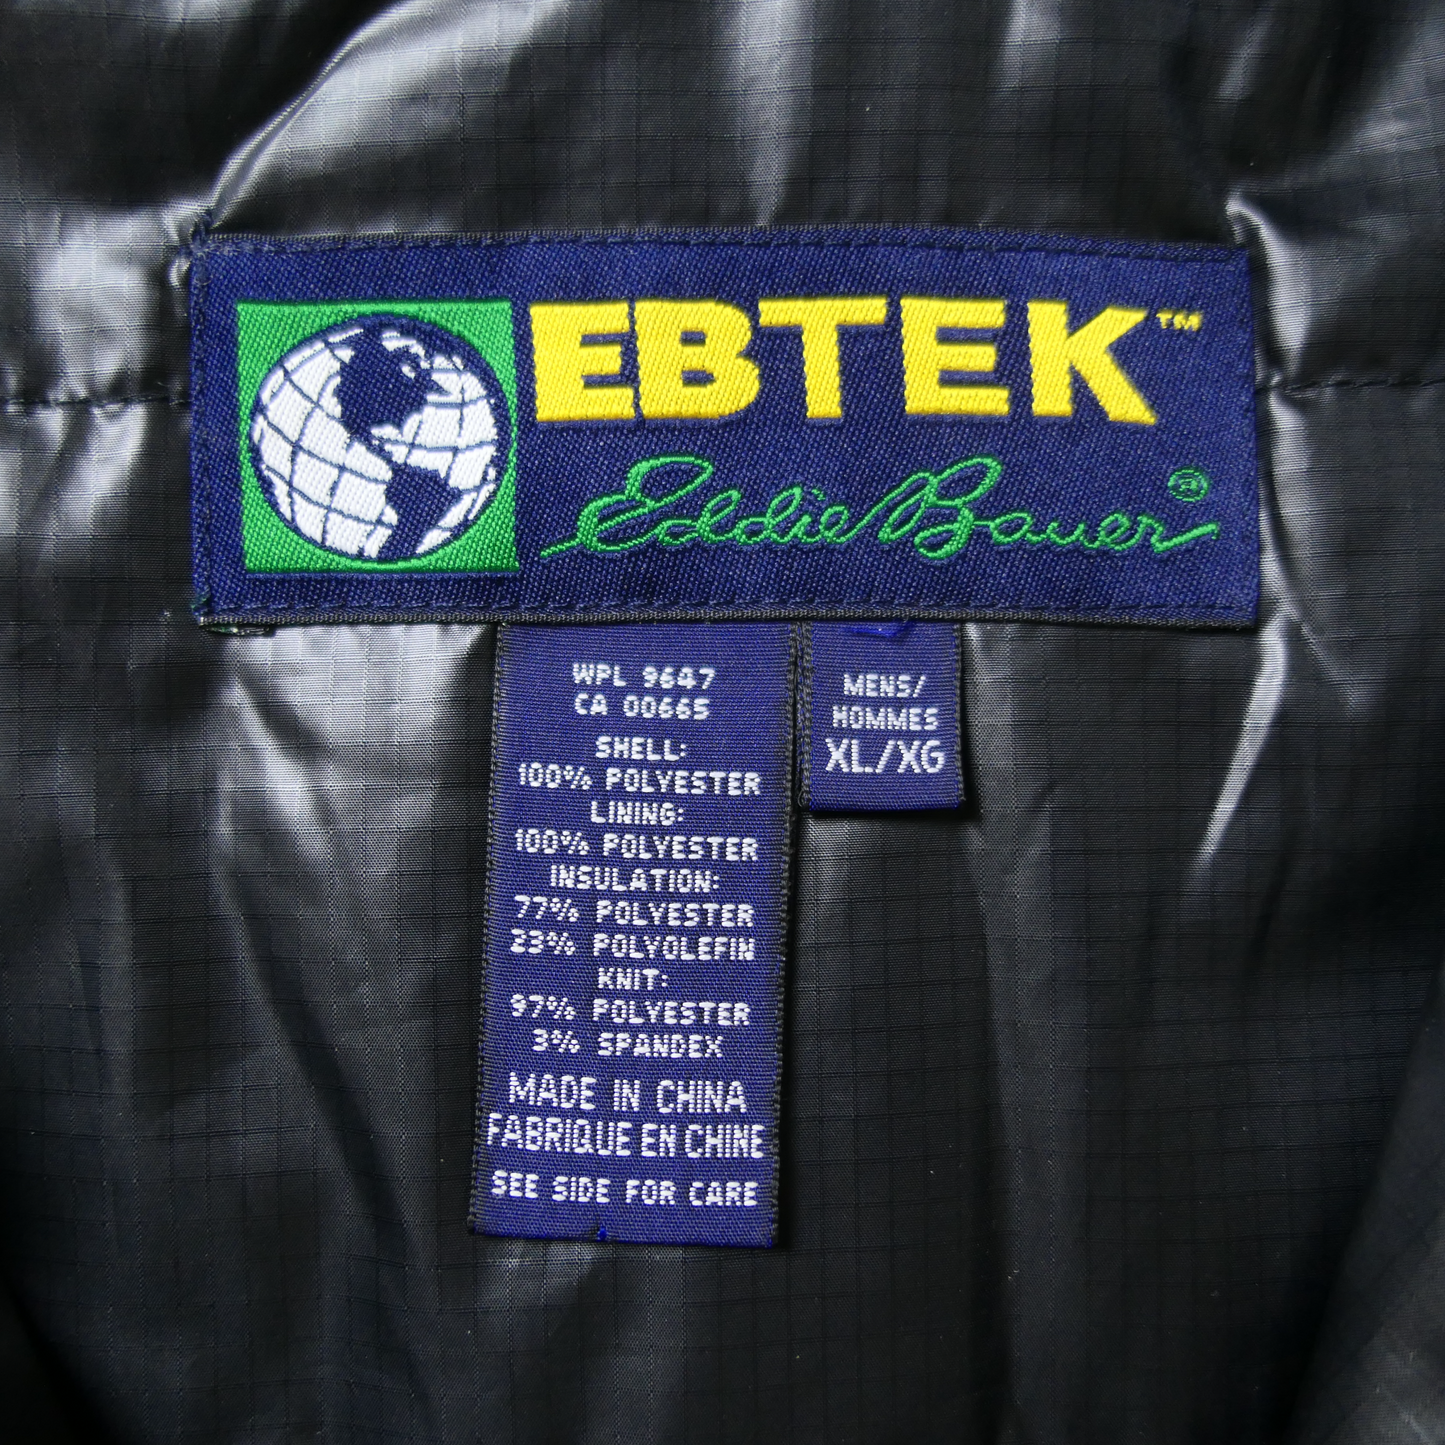 EBTEK™
Eddie Bauer®
WPL 9647
CA 00665
SHELL:
100% POLYESTER
LINING:
100% POLYESTER
INSULATION:
77% POLYESTER
23% POLYOLEFIN
KNIT:
97% POLYESTER
3% SPANDEX
MADE IN CHINA
FABRIQUE EN CHINE
SEE SIDE FOR CARE
MENS/
HOMMES
XL/XG